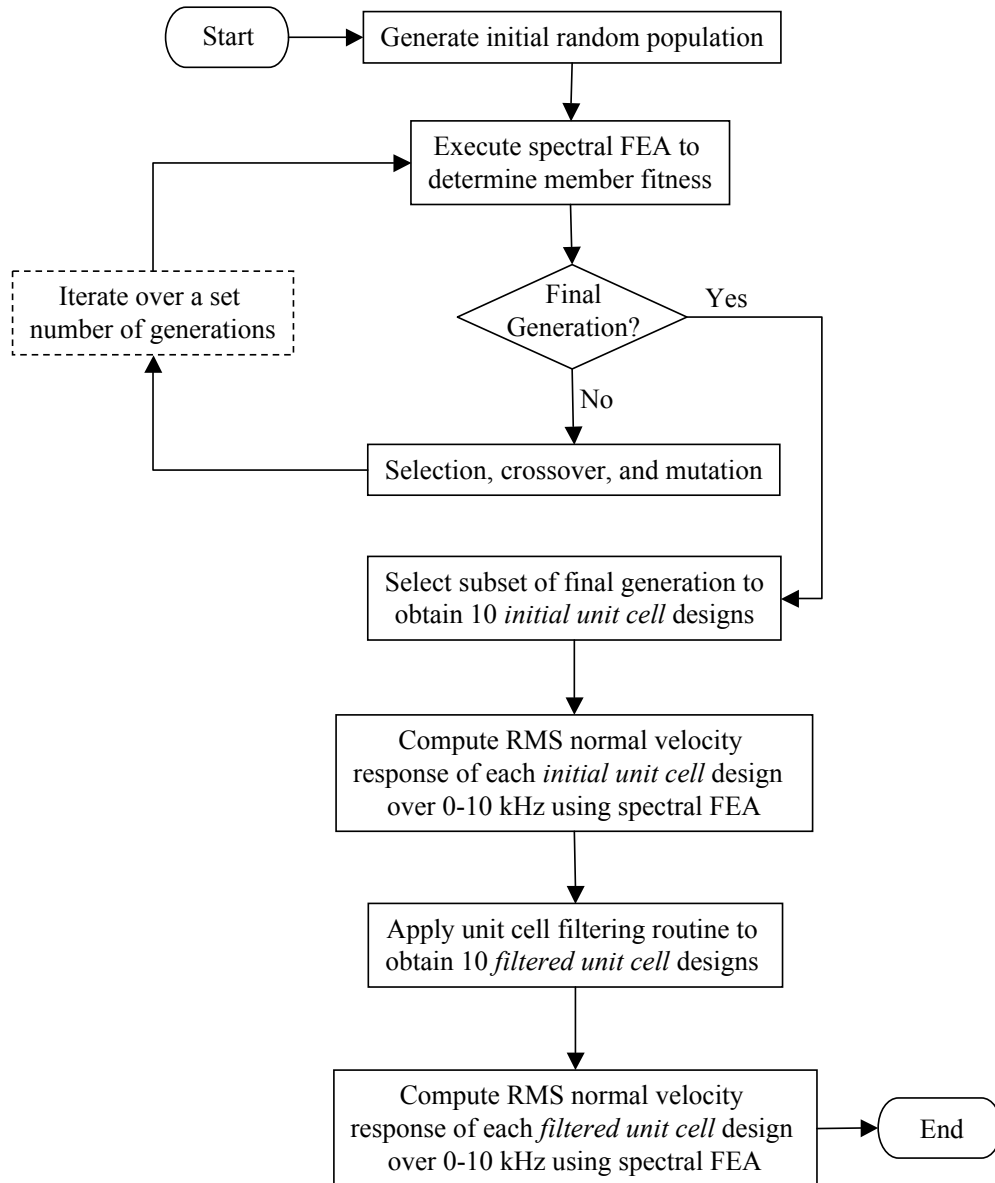 Start
Generate initial random population
Execute spectral FEA to
determine member fitness
Final
Generation?
Yes
No
Iterate over a set
number of generations
Selection, crossover, and mutation
Select subset of final generation to
obtain 10 initial unit cell designs
Compute RMS normal velocity
response of each initial unit cell design
over 0-10 kHz using spectral FEA
Apply unit cell filtering routine to
obtain 10 filtered unit cell designs
Compute RMS normal velocity
response of each filtered unit cell design
over 0-10 kHz using spectral FEA
End